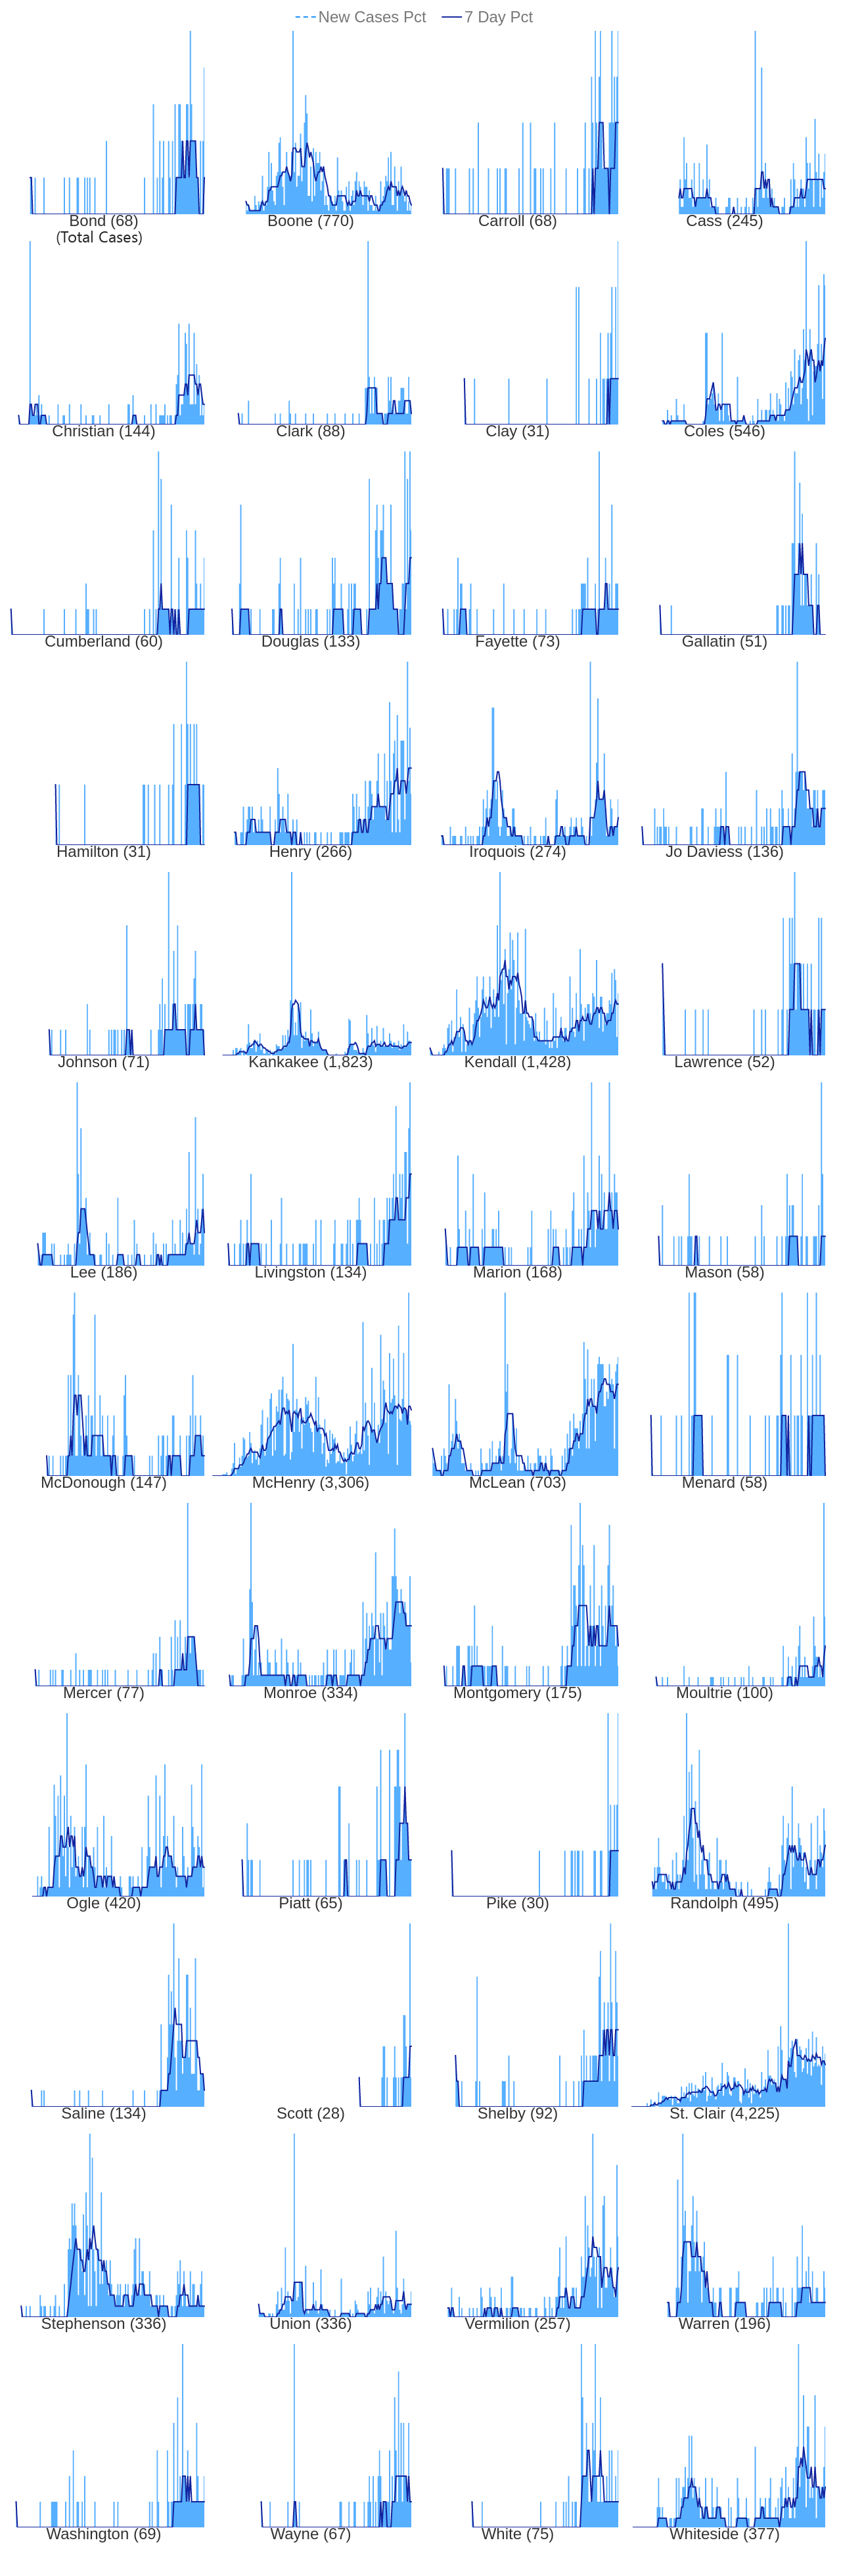 New Cases Pct 7 Day Pct
Bond (68) Boone (770) Carroll (68) Cass (245)
(Total Cases)
Christian (144) Clark (88) Clay (31) Coles (546)
Cumberland (60) Douglas (133) Fayette (73) Gallatin (51)
Hamilton (31) Henry (266) Iroquois (274) Jo Daviess (136)
Johnson (71) Kankakee (1,823) Kendall (1,428) Lawrence (52)
Lee (186) Livingston (134) Marion (168) Mason (58)
McDonough (147) McHenry (3,306) McLean (703) Menard (58)
Mercer (77) Monroe (334) Montgomery (175) Moultrie (100)
Ogle (420) Piatt (65) Pike (30) Randolph (495)
Saline (134) Scott (28) Shelby (92) St. Clair (4,225)
Stephenson (336) Union (336) Vermilion (257) Warren (196)
Washington (69) Wayne (67) White (75) Whiteside (377)